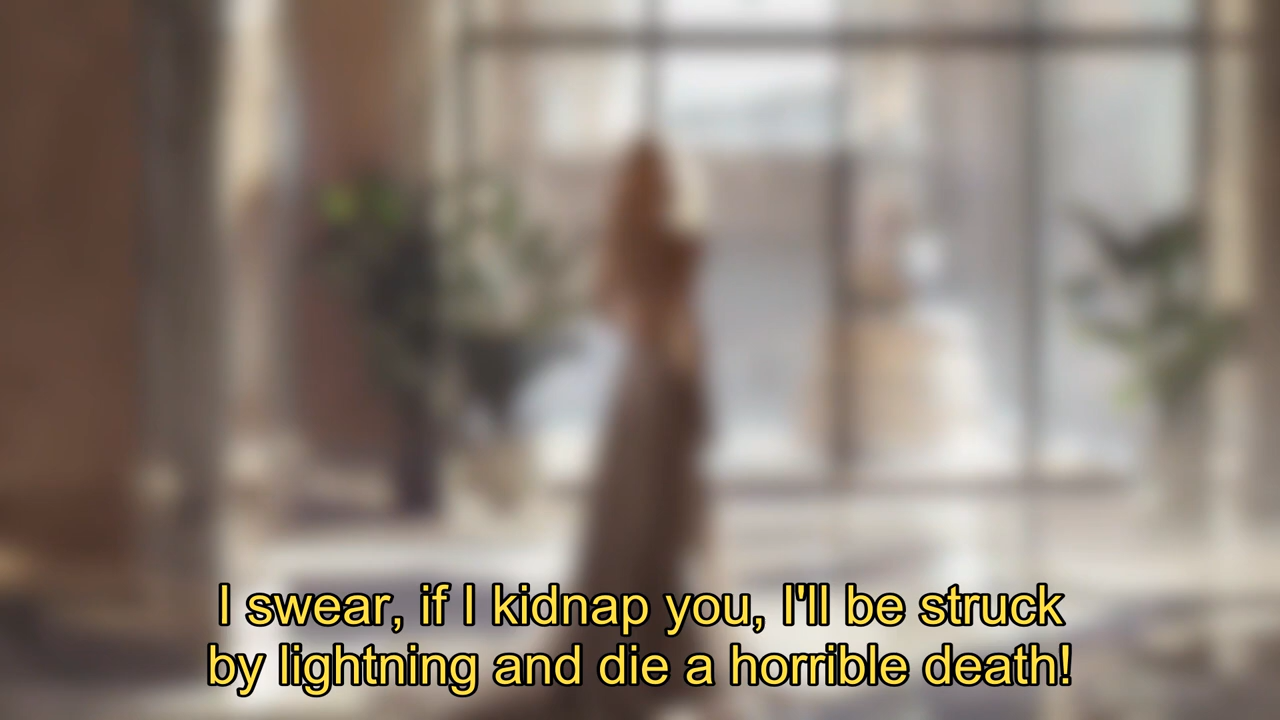 I swear, if I kidnap you, I'll be struck
by lightning and die a horrible death!